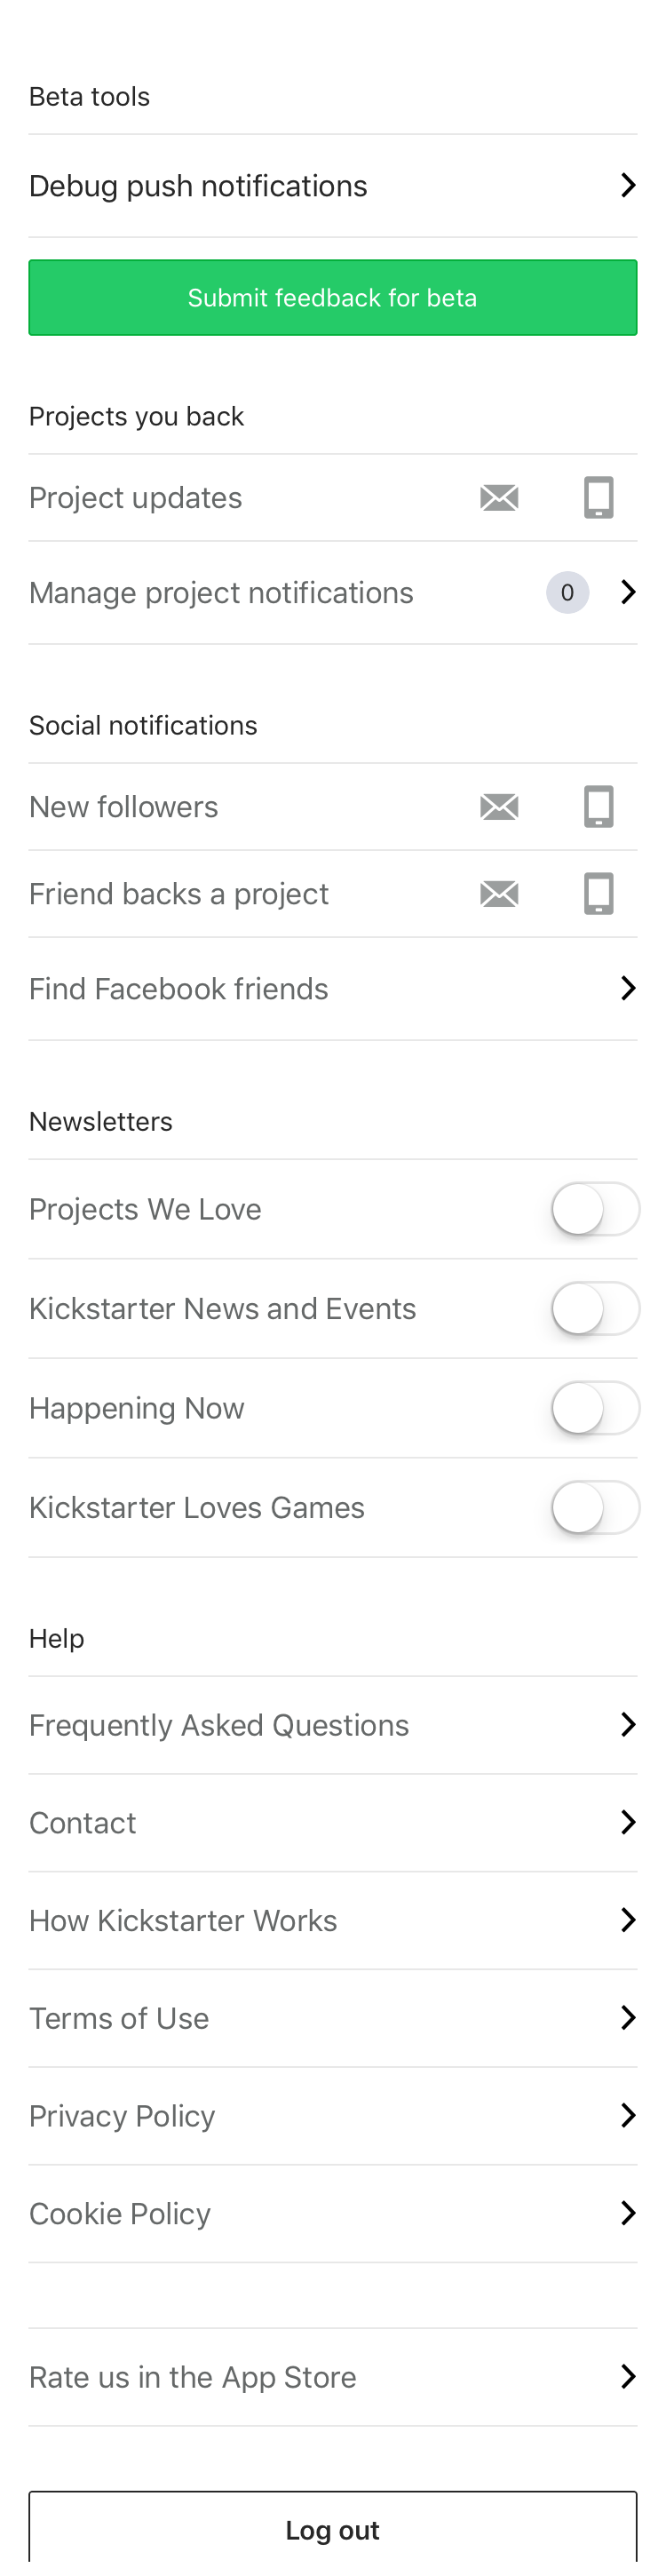 Beta tools
Debug push notifications
Submit feedback for beta
Projects you back
Project updates
Manage project notifications 0
Social notifications
New followers
Friend backs a project
Find Facebook friends
Newsletters
Projects We Love
Kickstarter News and Events
Happening Now
Kickstarter Loves Games
Help
Frequently Asked Questions
Contact
How Kickstarter Works
Terms of Use
Privacy Policy
Cookie Policy
Rate us in the App Store
Log out